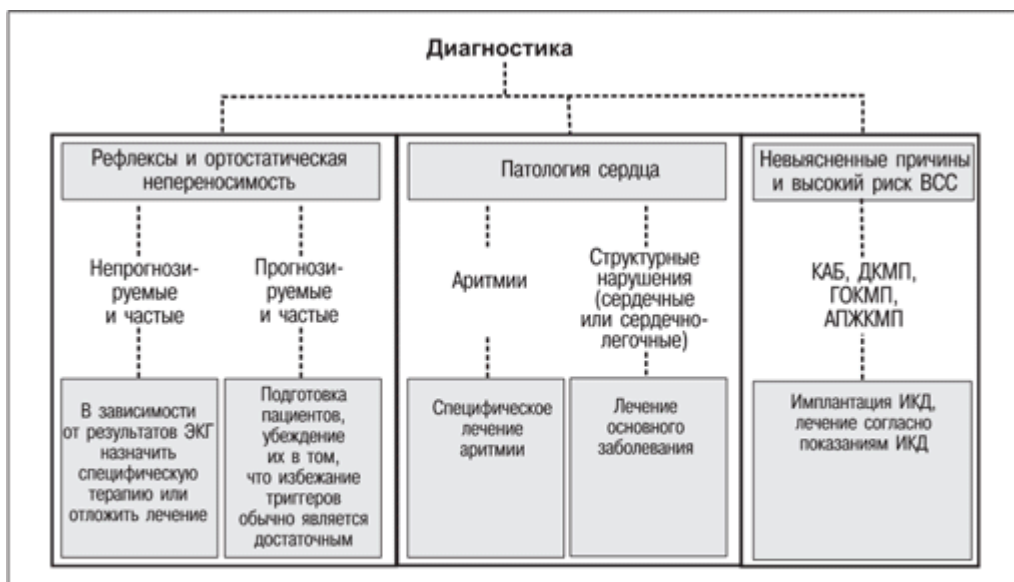 Диагностика
Рефлексы и ортостатическая
непереносимость
Непрогнози-
руемые
и частые
В зависимости
от результатов ЭКГ
назначить
специфическую
терапию или
отложить лечение
Прогнози-
руемые
и частые
Подготовка
пациентов,
убеждение
их в том,
что избежание
триггеров
обычно является
достаточным
Патология сердца
Аритмии
Специфическое
лечение
аритмии
Структурные
нарушения
(сердечные
или сердечно-
легочные)
Лечение
основного
заболевания
Невыясненные причины
и высокий риск ВСС
КАБ, ДКМП,
ГОКМП,
АПЖКМП
Имплантация ИКД,
лечение согласно
показаниям ИКД